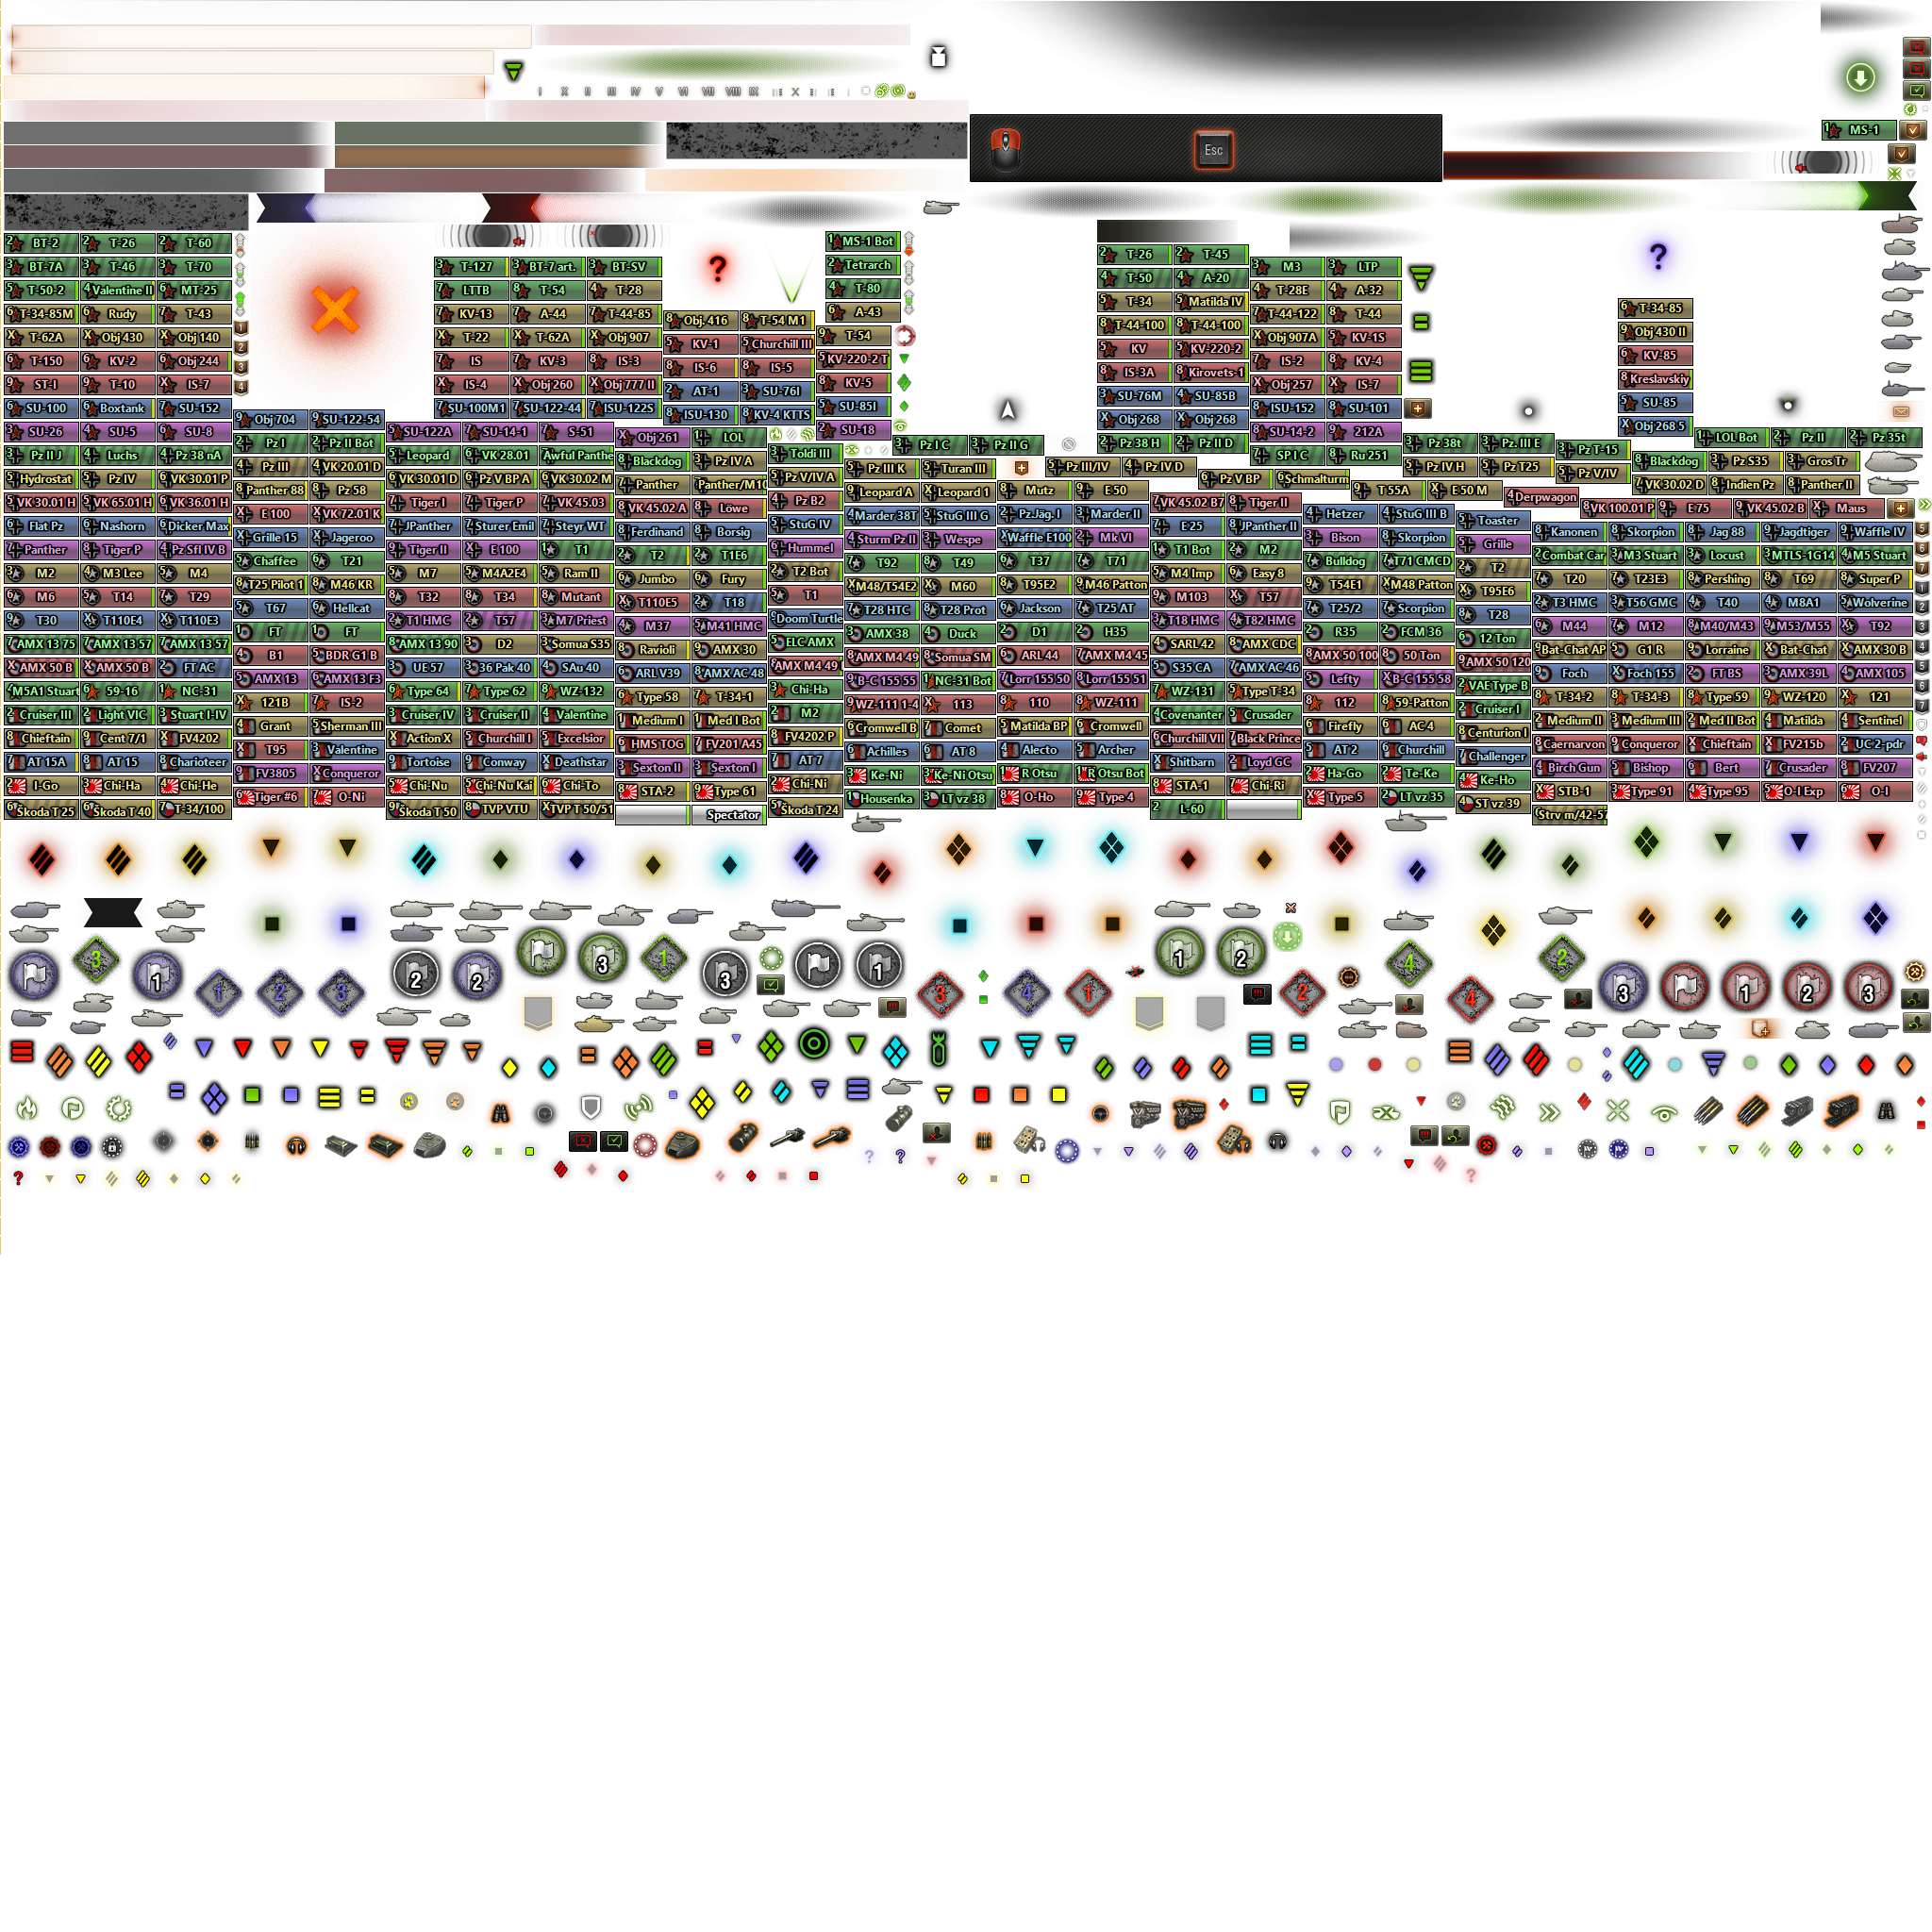 I X II III IV V VI VII VIII IX
MS-1
Esc
BT-2 T-26 T-60
MS-1 Bot
BT-7A T-46 T-70
T-127 BT-7 art. BT-SV
Tetrarch
T-26 T-45
M3 LTP
T-50-2 Valentine II MT-25
LTTB T-54 T-28
T-80
T-50 A-20
T-28E A-32
T-34-85M Rudy T-43
KV-13 A-44 T-44-85
Obj. 416 T-54 M1
A-43
T-34 Matilda IV
T-44-122 T-44
T-34-85
T-62A Obj 430 Obj 140
T-22 T-62A Obj 907
KV-1 Churchill III
T-54
T-44-100 T-44-100
Obj 907A KV-1S
Obj 430 II
T-150 KV-2 Obj 244
IS KV-3 IS-3
IS-6 IS-5
KV-220-2 T
KV KV-220-2
IS-2 KV-4
KV-85
ST-I T-10 IS-7
IS-4 Obj 260 Obj 777 II
AT-1 SU-76I
KV-5
IS-3A Kirovets-1
Obj 257 IS-7
Kreslavskiy
SU-100 Boxtank SU-152
Obj 704 SU-122-54
SU-100M1 SU-122-44 ISU-122S
ISU-130 KV-4 KTTS
SU-85I
SU-76M SU-85B
ISU-152 SU-101
SU-85
SU-26 SU-5 SU-8
Pz I Pz II Bot
SU-122A SU-14-1 S-51
Obj 261 LOL
SU-18
Obj 268 Obj 268
SU-14-2 212A
Obj 268 5
Pz II J Luchs Pz 38 nA
Pz III VK 20.01 D
Leopard VK 28.01 Awful Panthe
Blackdog Pz IV A
Toldi III
Pz I C Pz II G
Pz 38 H Pz II D
SP I C Ru 251
Pz 38t Pz. III E
Pz T-15
LOL Bot Pz II Pz 35t
Hydrostat Pz IV VK 30.01 P
Panther 88 Pz 58
VK 30.01 D Pz V BP A VK 30.02 M
Panther Panther/M10
Pz V/IV A
Pz III K Turan III
Pz III/IV Pz IV D
Pz V BP Schmalturm
Pz IV H Pz T25
Pz V/IV
Blackdog Pz S35 Gros Tr
VK 30.01 H VK 65.01 H VK 36.01 H
E 100 VK 72.01 K
Tiger I Tiger P VK 45.03
VK 45.02 A Löwe
Pz B2
Leopard A Leopard 1
Mutz E 50
VK 45.02 B7 Tiger II
T 55A E 50 M
Derpwagon
VK 30.02 D Indien Pz Panther II
VK 100.01 P E75 VK 45.02 B Maus
Flat Pz Nashorn Dicker Max
Grille 15 Jageroo
JPanther Sturer Emil Steyr WT
Ferdinand Borsig
StuG IV
Marder 38T StuG III G
Pz.Jäg. I Marder II
E 25 JPanther II
Hetzer StuG III B
Toaster
Kanonen Skorpion Jag 88 Jagdtiger Waffle IV
Panther Tiger P Pz Sfl IV B
Chaffee T21
Tiger II E 100 T1
T2 T1E6
Hummel
Sturm Pz II Wespe
Waffle E100 Mk VI
T1 Bot M2
Bison Skorpion
Grille
Combat Car M3 Stuart Locust MTLS-1G14 M5 Stuart
M2 M3 Lee M4
T25 Pilot 1 M46 KR
M7 M4A2E4 Ram II
Jumbo Fury
T2 Bot
T92 T49
T37 T71
M4 Imp Easy 8
Bulldog T71 CMCD
T2
T20 T23E3 Pershing T69 Super P
M6 T14 T29
T67 Hellcat
T32 T34 Mutant
T110E5 T18
T1
M48/T54E2 M60
T95E2 M46 Patton
M103 T57
T54E1 M48 Patton
T95E6
T3 HMC T56 GMC T40 M8A1 Wolverine
T30 T110E4 T110E3
FT FT
T1 HMC T57 M7 Priest
M37 M41 HMC
Doom Turtle
T28 HTC T28 Prot
Jackson T25 AT
T18 HMC T82 HMC
T25/2 Scorpion
T28
M44 M12 M40/M43 M53/M55 T92
AMX 13 75 AMX 13 57 AMX 13 57
B1 BDR G1 B
AMX 13 90 D2 Somua S35
Ravioli AMX 30
ELC AMX
AMX 38 Duck
D1 H35
SARL 42 AMX CDC
R35 FCM 36
12 Ton
Bat-Chat AP G1 R Lorraine Bat-Chat AMX 30 B
AMX 50 B AMX 50 B FT AC
AMX 13 AMX 13 F3
UE 57 36 Pak 40 SAu 40
ARL V39 AMX AC 48
AMX M4 49
AMX M4 49 Somua SM
ARL 44 AMX M4 45
S35 CA AMX AC 46
AMX 50 100 50 Ton
AMX 50 120
Foch Foch 155 FT BS AMX 39L AMX 105
M5A1 Stuart 59-16 NC-31
121B IS-2
Type 64 Type 62 WZ-132
Type 58 T-34-1
Chi-Ha
B-C 155 55 NC-31 Bot
Lorr 155 50 Lorr 155 51
WZ-131 Type T-34
Lefty B-C 155 58
VAE Type B
T-34-2 T-34-3 Type 59 WZ-120 121
Cruiser III Light VIC Stuart I-IV
Grant Sherman III
Cruiser IV Cruiser II Valentine
Medium I Med I Bot
M2
WZ-111 1-4 113
110 WZ-111
Covenanter Crusader
112 59-Patton
Cruiser I
Medium II Medium III Med II Bot Matilda Sentinel
Chieftain Cent 7/1 FV4202
T95 Valentine
Action X Churchill I Excelsior
HMS TOG FV201 A45
FV4202 P
Cromwell B Comet
Matilda BP Cromwell
Churchill VII Black Prince
Firefly AC 4
Centurion I
Caernarvon Conqueror Chieftain FV215b UC 2-pdr
AT 15A AT 15 Charioteer
FV3805 Conqueror
Tortoise Conway Deathstar
Sexton II Sexton I
AT 7
Achilles AT 8
Alecto Archer
Shitbarn Loyd GC
AT 2 Churchill
Challenger
Birch Gun Bishop Bert Crusader FV207
I-Go Chi-Ha Chi-He
Tiger #6 O-Ni
Chi-Nu Chi-Nu Kai Chi-To
STA-2 Type 61
Chi-Ni
Ke-Ni Ke-Ni Otsu
R Otsu R Otsu Bot
STA-1 Chi-Ri
Ha-Go Te-Ke
Ke-Ho
STB-1 Type 91 Type 95 O-I Exp O-I
Skoda T 25 Skoda T 40 T-34/100
Skoda T 50 TVP VTU TVP T 50/51
Spectator
Skoda T 24
Housenka LT vz 38
O-Ho Type 4
L-60
Type 5 LT vz 35
ST vz 39
Strv m/42-57